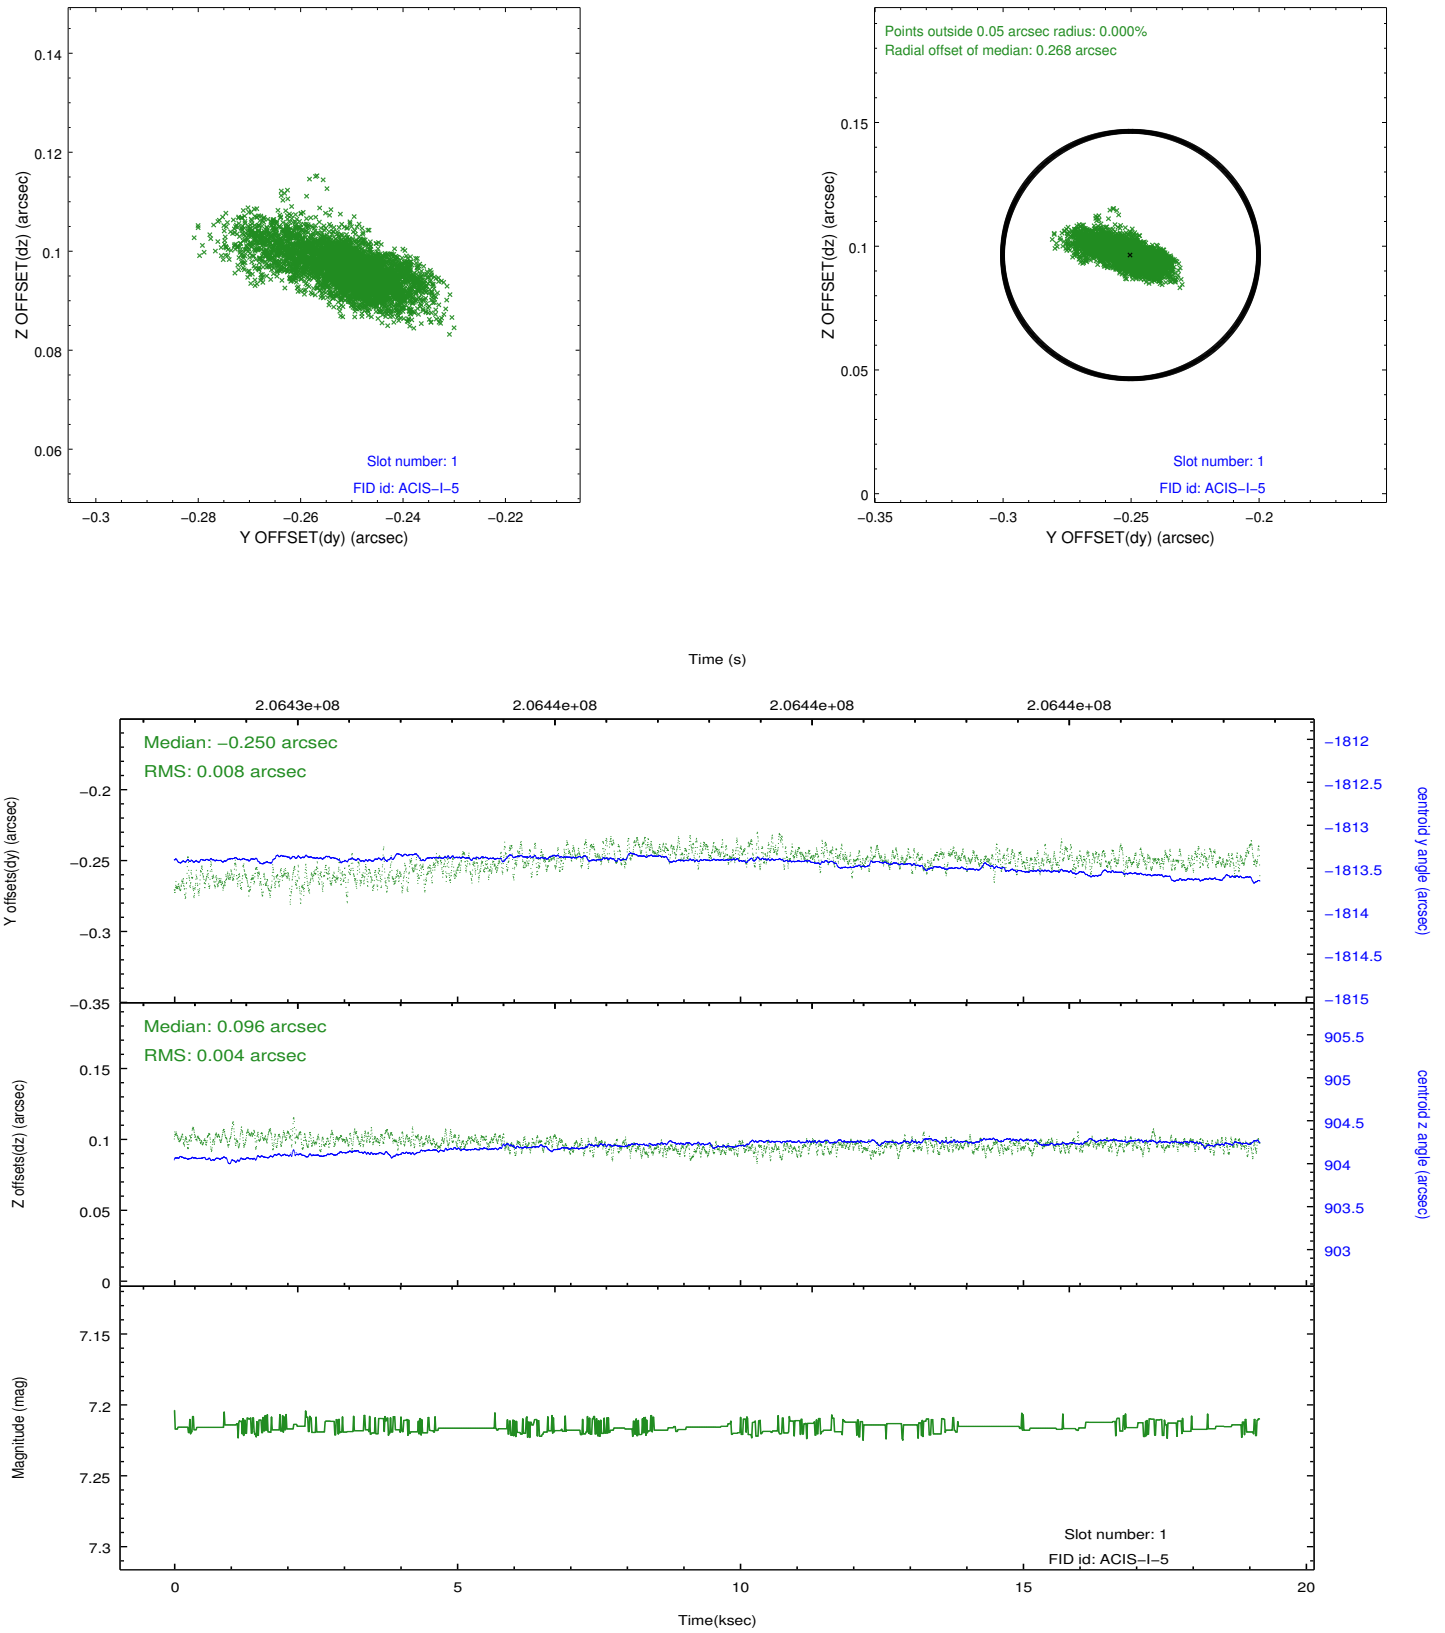 0.14
0.12
0.1
0.08
0.06
Z OFFSET(dz) (arcsec)
Slot number: 1
FID id: ACIS−I−5
−0.3
−0.28
−0.26
−0.24
−0.22
Y OFFSET(dy) (arcsec)
Points outside 0.05 arcsec radius: 0.000%
Radial offset of median: 0.268 arcsec
0.15
0.1
0.05
0
Z OFFSET(dz) (arcsec)
Slot number: 1
FID id: ACIS−I−5
−0.35
−0.3
−0.25
−0.2
Y OFFSET(dy) (arcsec)
Time (s)
2.0643e+08
2.0644e+08
2.0644e+08
2.0644e+08
Median: −0.250 arcsec
RMS: 0.008 arcsec
−0.2
−0.25
−0.3
−0.35
Y offsets(dy) (arcsec)
−1812
−1812.5
−1813
−1813.5
−1814
−1814.5
−1815
centroid y angle (arcsec)
Median: 0.096 arcsec
RMS: 0.004 arcsec
0.15
0.1
0.05
0
Z offsets(dz) (arcsec)
905.5
905
904.5
904
903.5
903
centroid z angle (arcsec)
7.15
7.2
7.25
7.3
Magnitude (mag)
Slot number: 1
FID id: ACIS−I−5
0
5
10
15
20
Time(ksec)